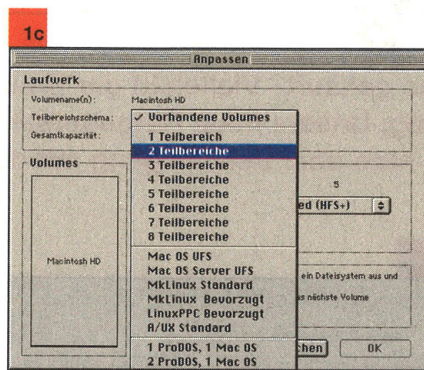 1c
Anpassen
Laufwerk
Volumename(n): Macintosh HD
Teilbereichsschema: ✓ Vorhandene Volumes
Gesamtkapazität:
1 Teilbereich
2 Teilbereiche
3 Teilbereiche
4 Teilbereiche
5 Teilbereiche
6 Teilbereiche
7 Teilbereiche
8 Teilbereiche
Mac OS UFS
Mac OS Server UFS
MkLinux Standard
MkLinux Bevorzugt
LinuxPPC Bevorzugt
A/UX Standard
1 ProDOS, 1 Mac OS
2 ProDOS, 1 Mac OS
Volumes
Macintosh HD
5
ed (HFS+)
ein Dateisystem aus und
as nächste Volume
chen
OK